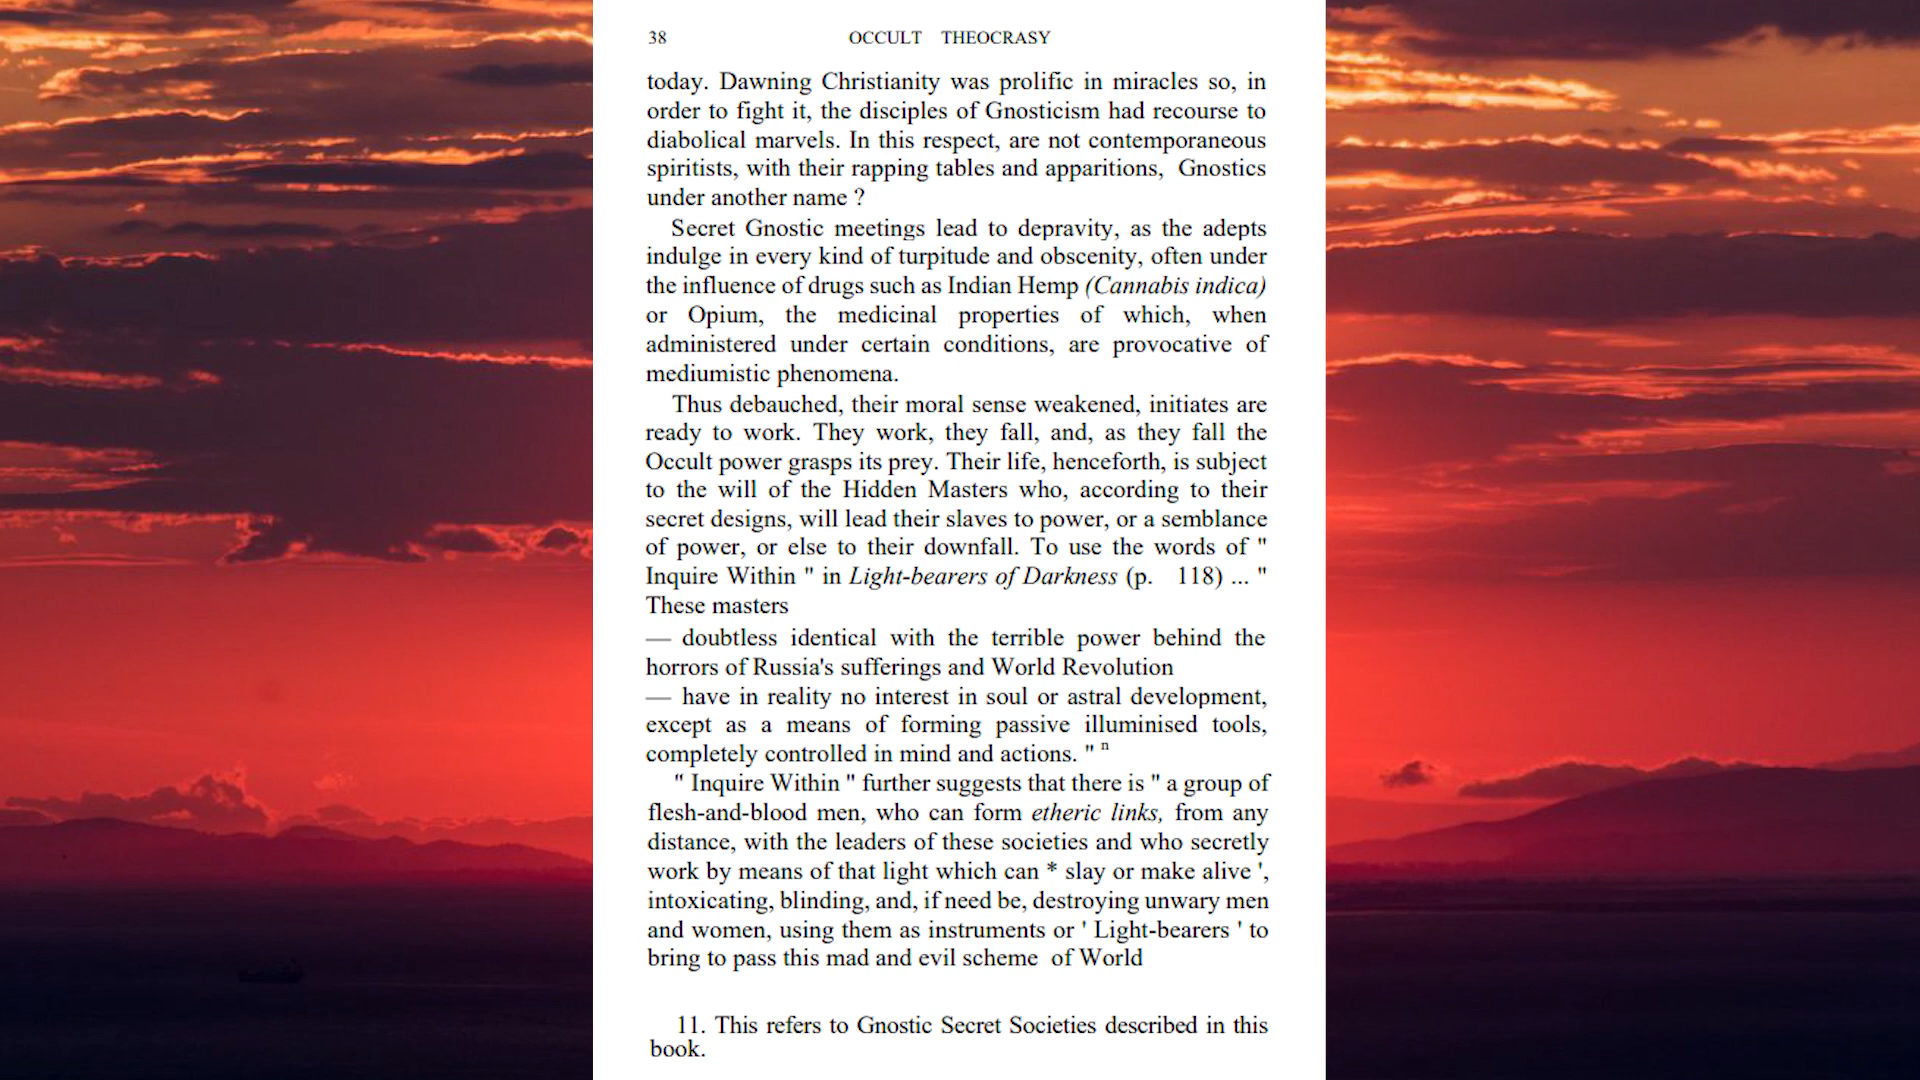 38 OCCULT THEOCRASY
today. Dawning Christianity was prolific in miracles so, in
order to fight it, the disciples of Gnosticism had recourse to
diabolical marvels. In this respect, are not contemporaneous
spiritists, with their rapping tables and apparitions, Gnostics
under another name ?
Secret Gnostic meetings lead to depravity, as the adepts
indulge in every kind of turpitude and obscenity, often under
the influence of drugs such as Indian Hemp (Cannabis indica)
or Opium, the medicinal properties of which, when
administered under certain conditions, are provocative of
mediumistic phenomena.
Thus debauched, their moral sense weakened, initiates are
ready to work. They work, they fall, and, as they fall the
Occult power grasps its prey. Their life, henceforth, is subject
to the will of the Hidden Masters who, according to their
secret designs, will lead their slaves to power, or a semblance
of power, or else to their downfall. To use the words of "
Inquire Within " in Light-bearers of Darkness (p. 118) ... "
These masters
— doubtless identical with the terrible power behind the
horrors of Russia's sufferings and World Revolution
— have in reality no interest in soul or astral development,
except as a means of forming passive illuminised tools,
completely controlled in mind and actions. " n
" Inquire Within " further suggests that there is " a group of
flesh-and-blood men, who can form etheric links, from any
distance, with the leaders of these societies and who secretly
work by means of that light which can * slay or make alive ',
intoxicating, blinding, and, if need be, destroying unwary men
and women, using them as instruments or ' Light-bearers ' to
bring to pass this mad and evil scheme of World
11. This refers to Gnostic Secret Societies described in this
book.